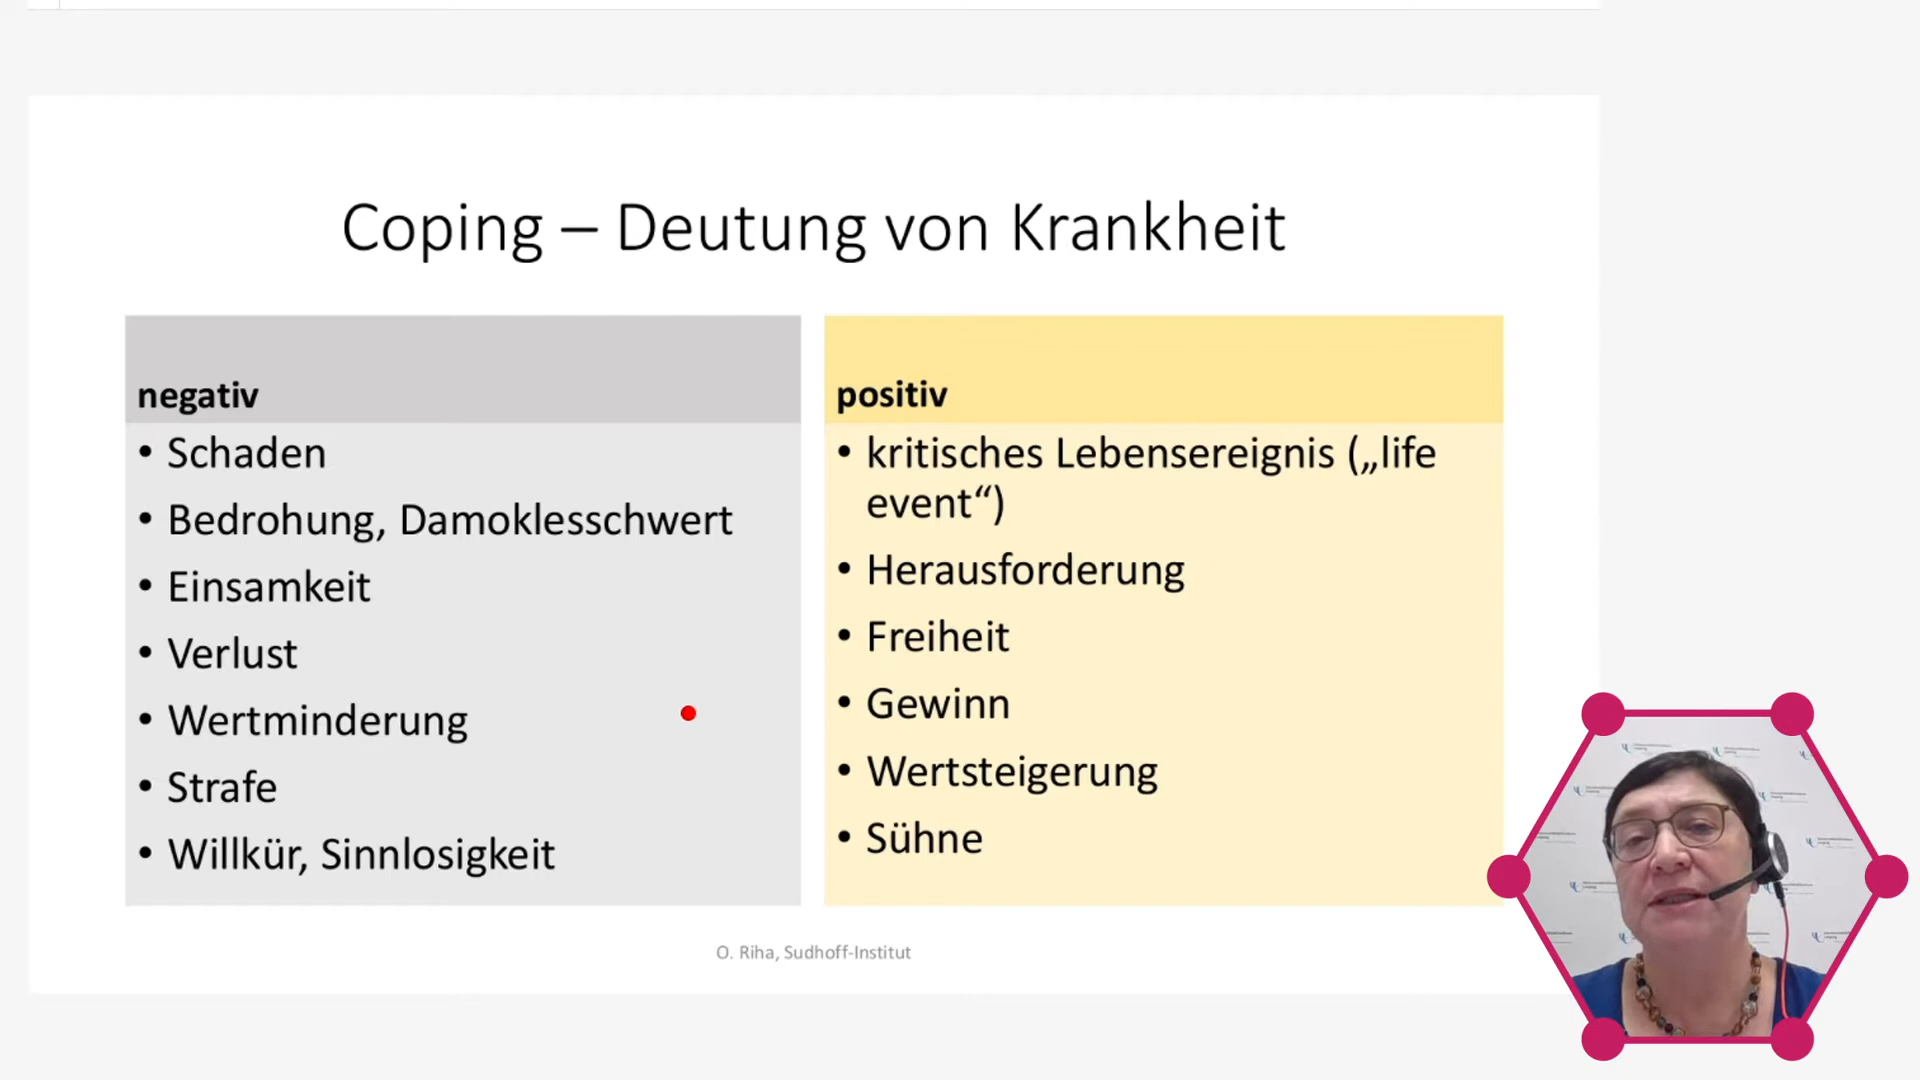 Coping – Deutung von Krankheit
negativ
• Schaden
• Bedrohung, Damoklesschwert
• Einsamkeit
• Verlust
• Wertminderung
• Strafe
• Willkür, Sinnlosigkeit
positiv
• kritisches Lebensereignis („life
event“)
• Herausforderung
• Freiheit
• Gewinn
• Wertsteigerung
• Sühne
O. Riha, Sudhoff-Institut